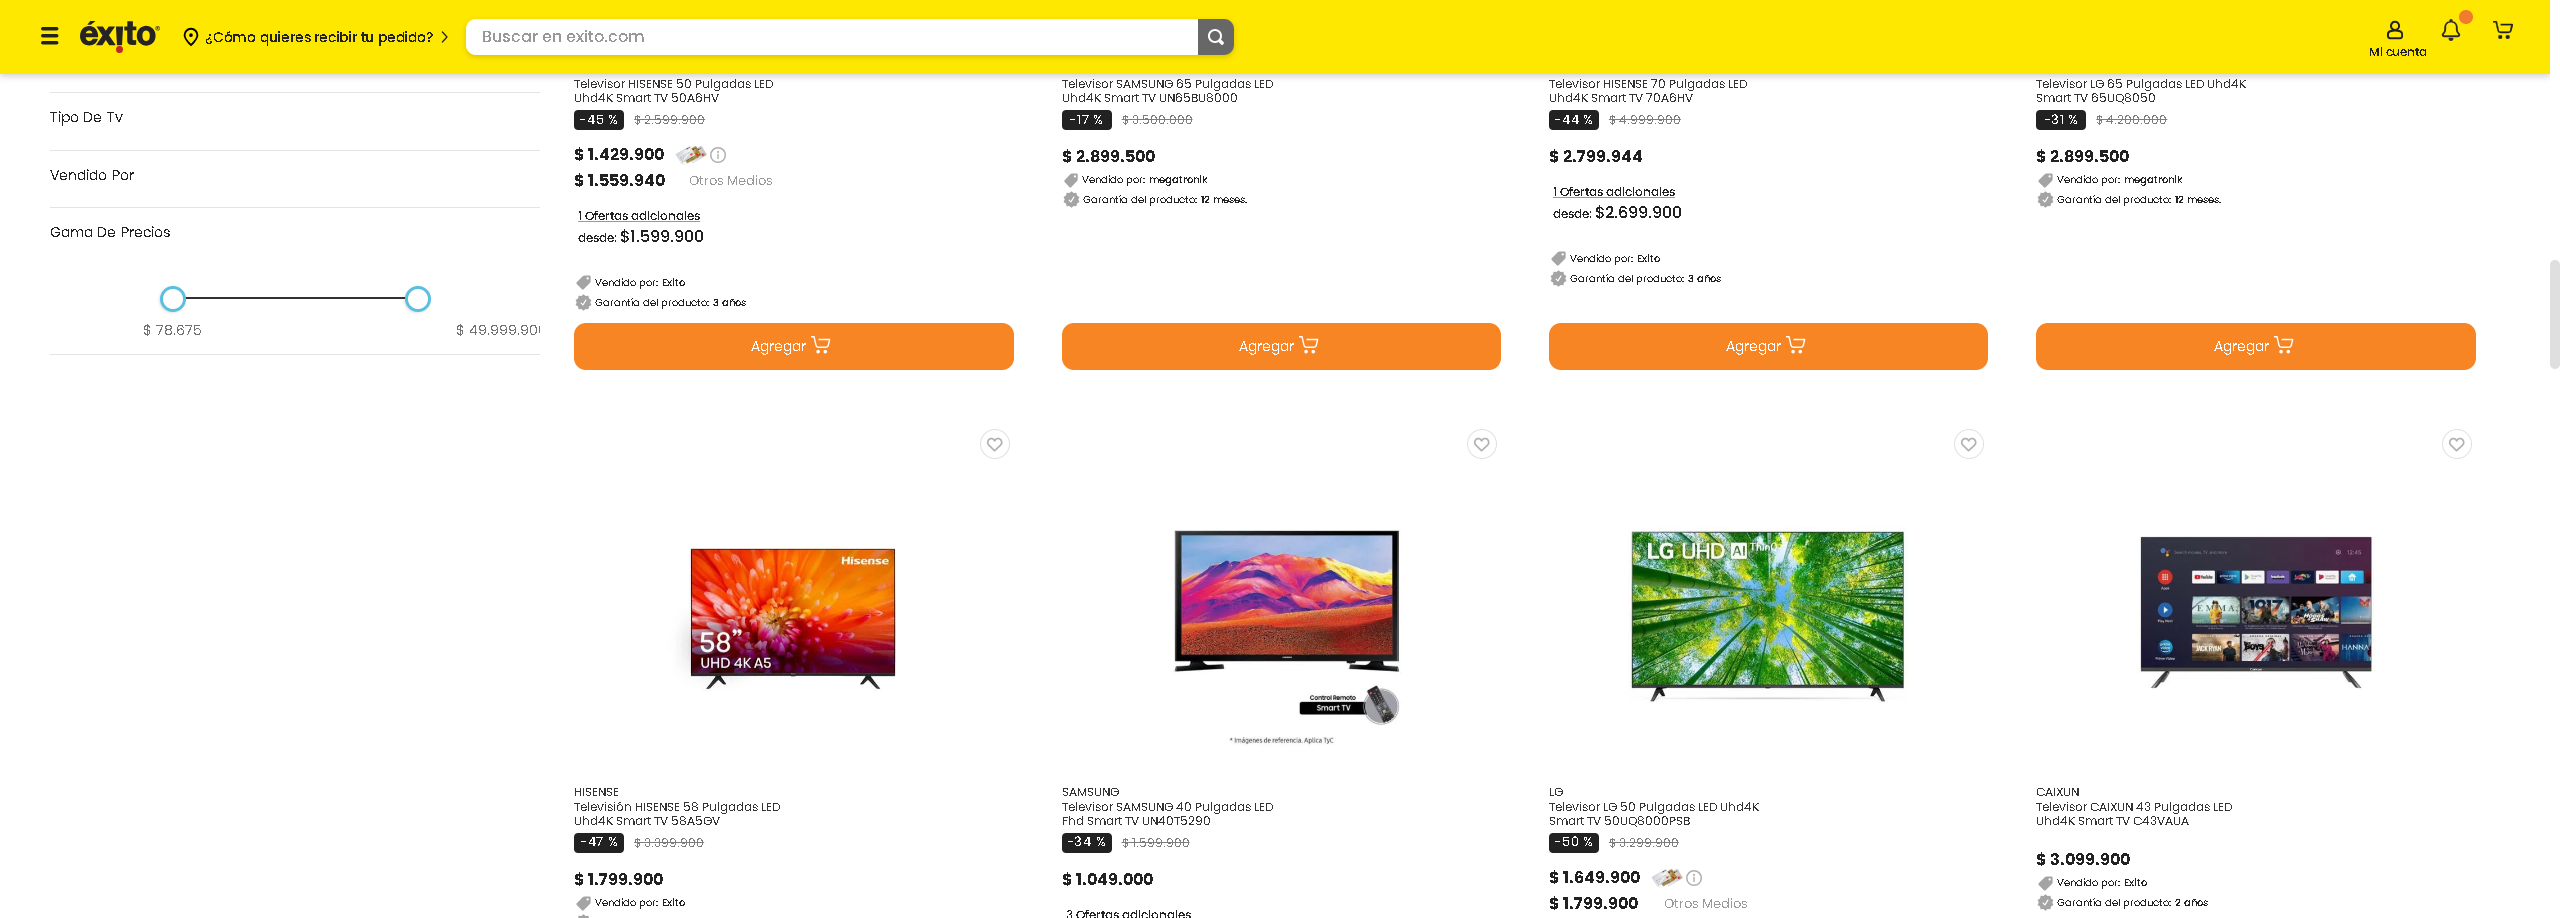 éxito
¿Cómo quieres recibir tu pedido?
Buscar en exito.com
Mi cuenta
Tipo De Tv
Vendido Por
Gama De Precios
$ 78.675
$ 49.999.90
Televisor HISENSE 50 Pulgadas LED
Uhd4K Smart TV 50A6HV
-45 % $ 2.599.900
$ 1.429.900
$ 1.559.940 Otros Medios
1 Ofertas adicionales
desde: $1.599.900
Vendido por: Exito
Garantía del producto: 3 años
Agregar
Televisor SAMSUNG 65 Pulgadas LED
Uhd4K Smart TV UN65BU8000
-17 % $ 3.500.000
$ 2.899.500
Vendido por: megatronik
Garantía del producto: 12 meses.
Agregar
Televisor HISENSE 70 Pulgadas LED
Uhd4K Smart TV 70A6HV
-44 % $ 4.999.900
$ 2.799.944
1 Ofertas adicionales
desde: $2.699.900
Vendido por: Exito
Garantía del producto: 3 años
Agregar
Televisor LG 65 Pulgadas LED Uhd4K
Smart TV 65UQ8050
-31 % $ 4.200.000
$ 2.899.500
Vendido por: megatronik
Garantía del producto: 12 meses.
Agregar
Hisense
58”
UHD 4K A5
HISENSE
Televisión HISENSE 58 Pulgadas LED
Uhd4K Smart TV 58A5GV
-47 % $ 3.399.900
$ 1.799.900
Vendido por: Exito
Control Remoto
Smart TV
* Imágenes de referencia. Aplica TyC
SAMSUNG
Televisor SAMSUNG 40 Pulgadas LED
Fhd Smart TV UN40T5290
-34 % $ 1.599.900
$ 1.049.000
3 Ofertas adicionales
LG UHD AI ThinQ
LG
Televisor LG 50 Pulgadas LED Uhd4K
Smart TV 50UQ8000PSB
-50 % $ 3.299.900
$ 1.649.900
$ 1.799.900 Otros Medios
12:45
EMMA.
1917
JACK RYAN
BOYS
HANNA
CAIXUN
Televisor CAIXUN 43 Pulgadas LED
Uhd4K Smart TV C43VAUA
$ 3.099.900
Vendido por: Exito
Garantía del producto: 2 años